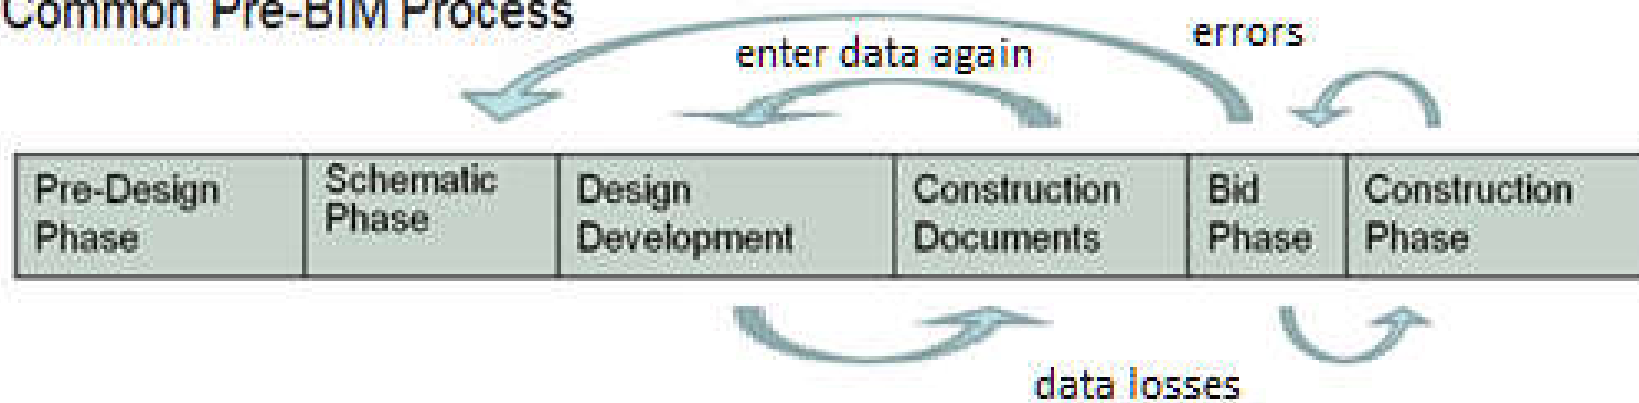 Common Pre-BIM Process
errors
enter data again
Pre-Design
Phase
Schematic
Phase
Design
Development
Construction
Documents
Bid
Phase
Construction
Phase
data losses